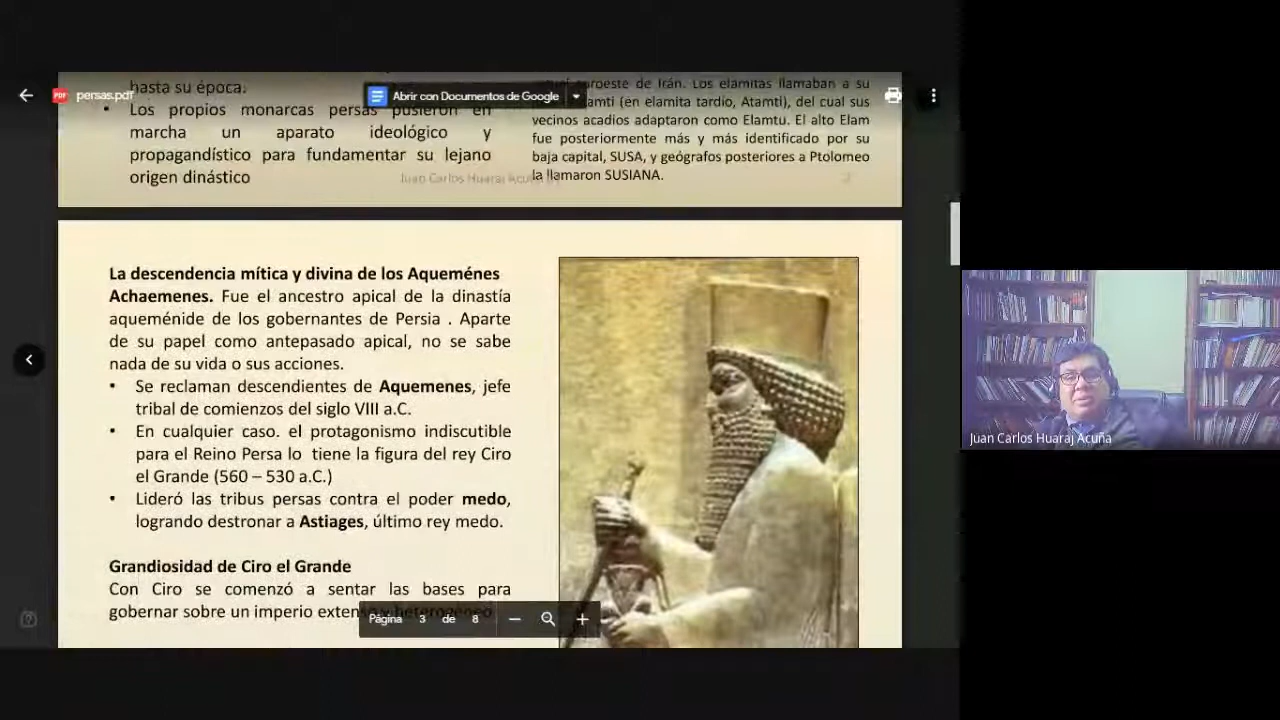 persas.pdf
Abrir con Documentos de Google
hasta su época.
• Los propios monarcas persas pusieron en
marcha un aparato ideológico y
propagandístico para fundamentar su lejano
origen dinástico
noroeste de Irán. Los elamitas llamaban a su
(en elamita tardío, Atamti), del cual sus
vecinos acadios adaptaron como Elamtu. El alto Elam
fue posteriormente más y más identificado por su
baja capital, SUSA, y geógrafos posteriores a Ptolomeo
la llamaron SUSIANA.
Juan Carlos Huaraj Acuña
2
La descendencia mítica y divina de los Aqueménes
Achaemenes. Fue el ancestro apical de la dinastía
aqueménide de los gobernantes de Persia . Aparte
de su papel como antepasado apical, no se sabe
nada de su vida o sus acciones.
• Se reclaman descendientes de Aquemenes, jefe
tribal de comienzos del siglo VIII a.C.
• En cualquier caso. el protagonismo indiscutible
para el Reino Persa lo tiene la figura del rey Ciro
el Grande (560 – 530 a.C.)
• Lideró las tribus persas contra el poder medo,
logrando destronar a Astiages, último rey medo.
Grandiosidad de Ciro el Grande
Con Ciro se comenzó a sentar las bases para
gobernar sobre un imperio extenso y heterogéneo
Página 3 de 8
Juan Carlos Huaraj Acuña